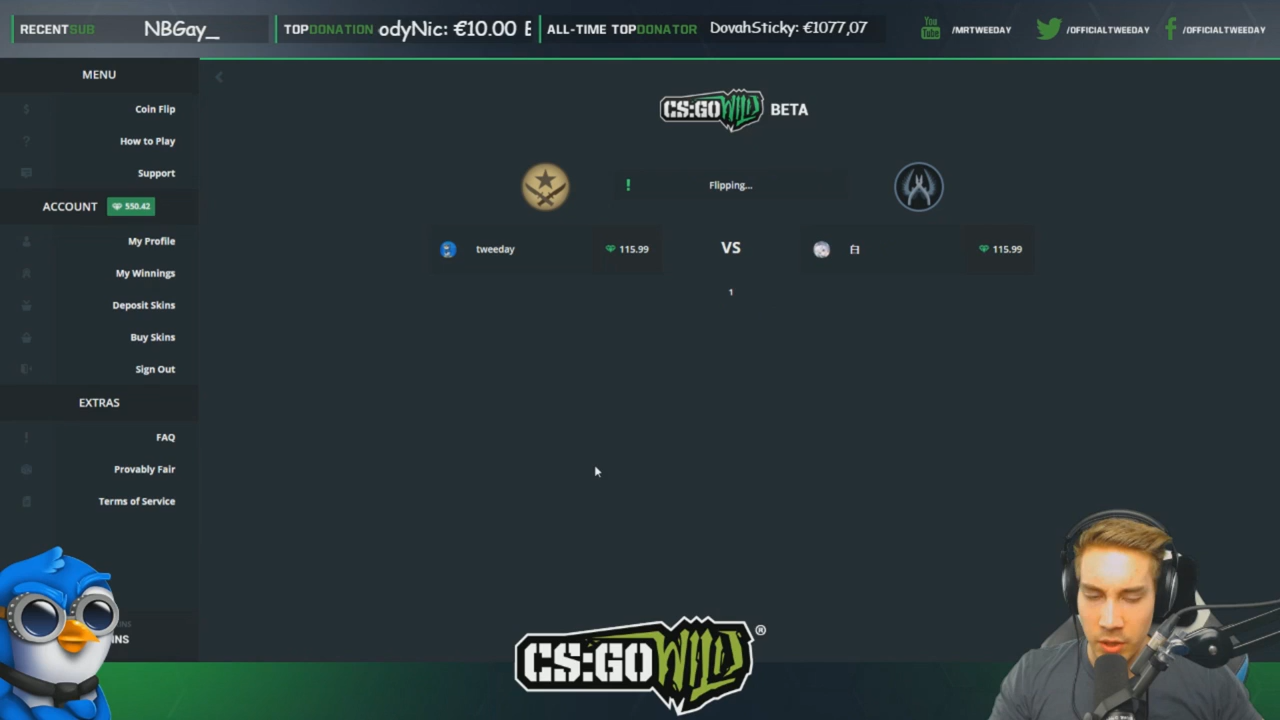 RECENTSUB NBGay_ TOPDONATION odyNic: €10.00 ALL-TIME TOPDONATOR DovahSticky: €1077,07 You Tube /MRTWEEDAY /OFFICIALTWEEDAY /OFFICIALTWEEDAY
MENU
Coin Flip
How to Play
Support
ACCOUNT 550.42
My Profile
My Winnings
Deposit Skins
Buy Skins
Sign Out
EXTRAS
FAQ
Provably Fair
Terms of Service
CS:GO WILD BETA
! Flipping...
tweeday 115.99 VS 白 115.99
1
CS:GO WILD ®